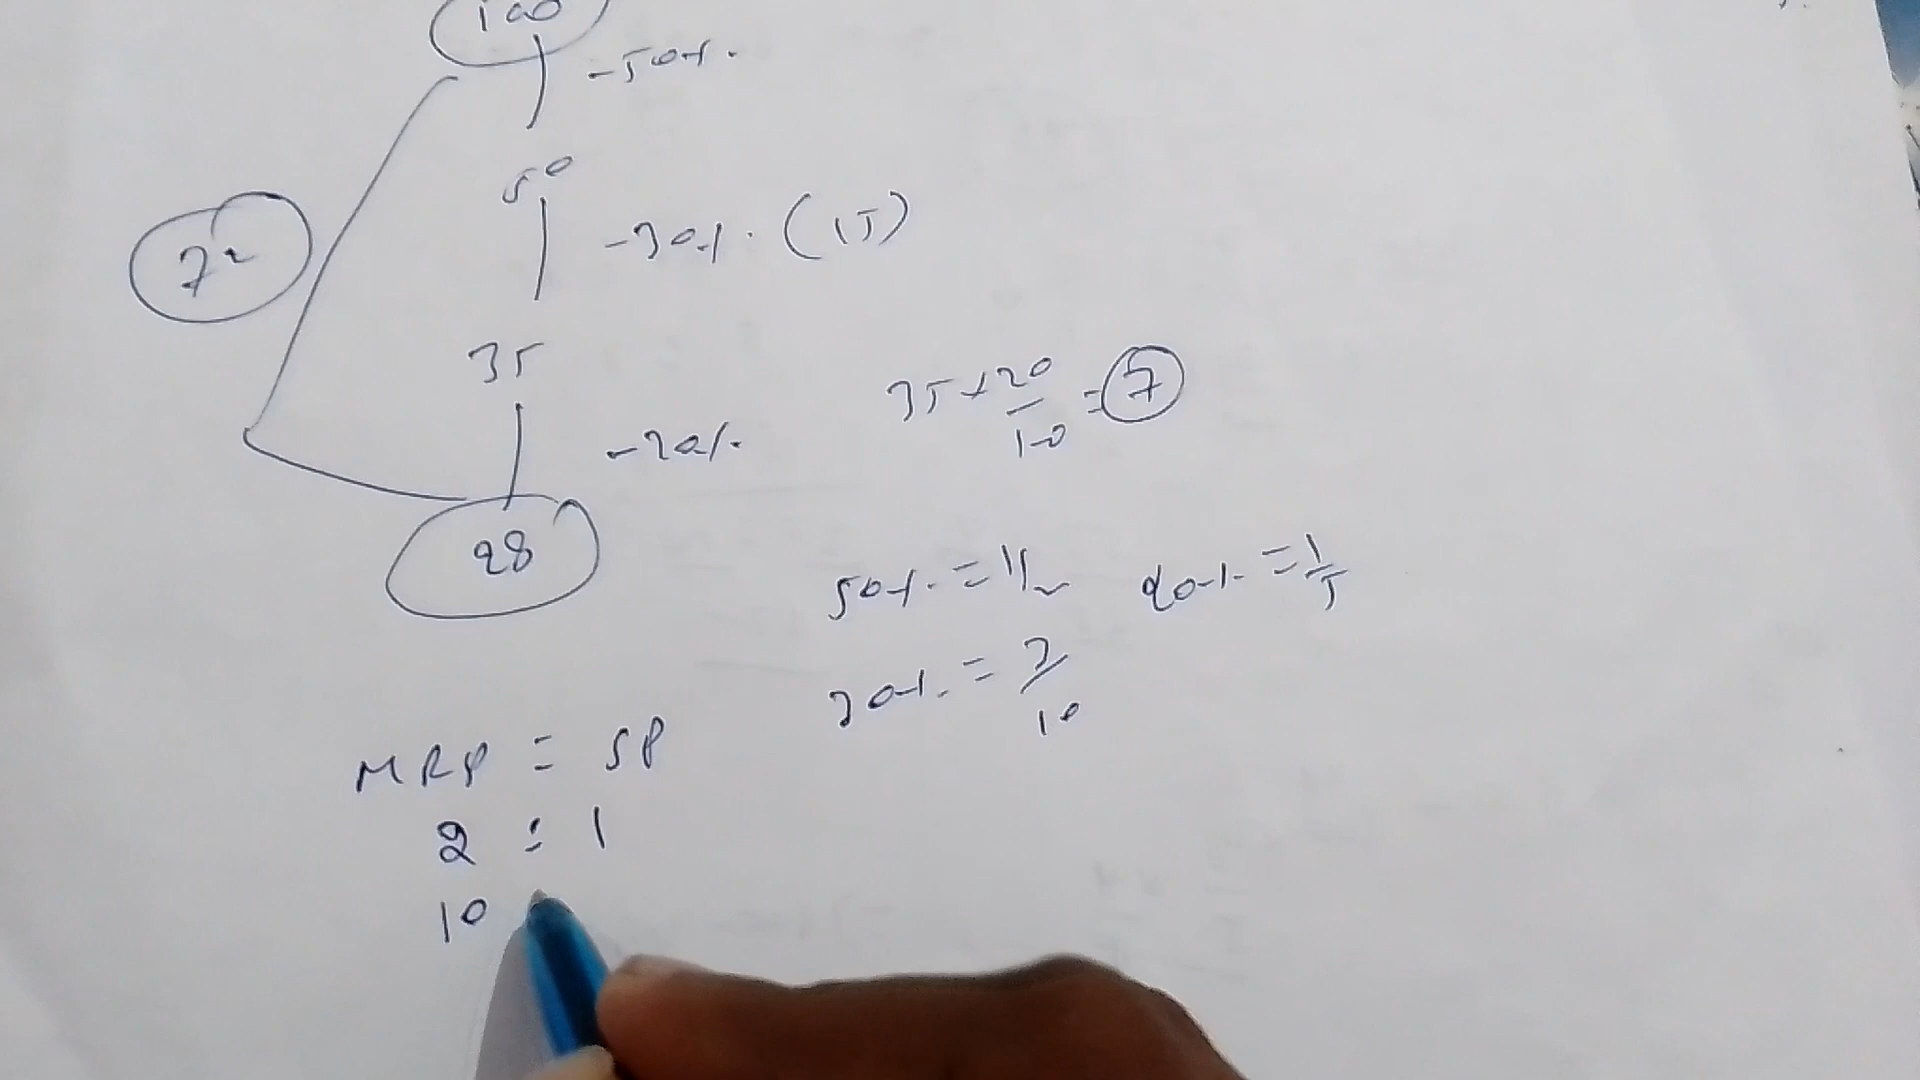 100
-50%.
50
-30%. (15)
72
35
35 × 20/100 = 7
-20%.
28
50%. = 1/2 20%. = 1/5
30%. = 3/10
MRP : SP
2 : 1
10